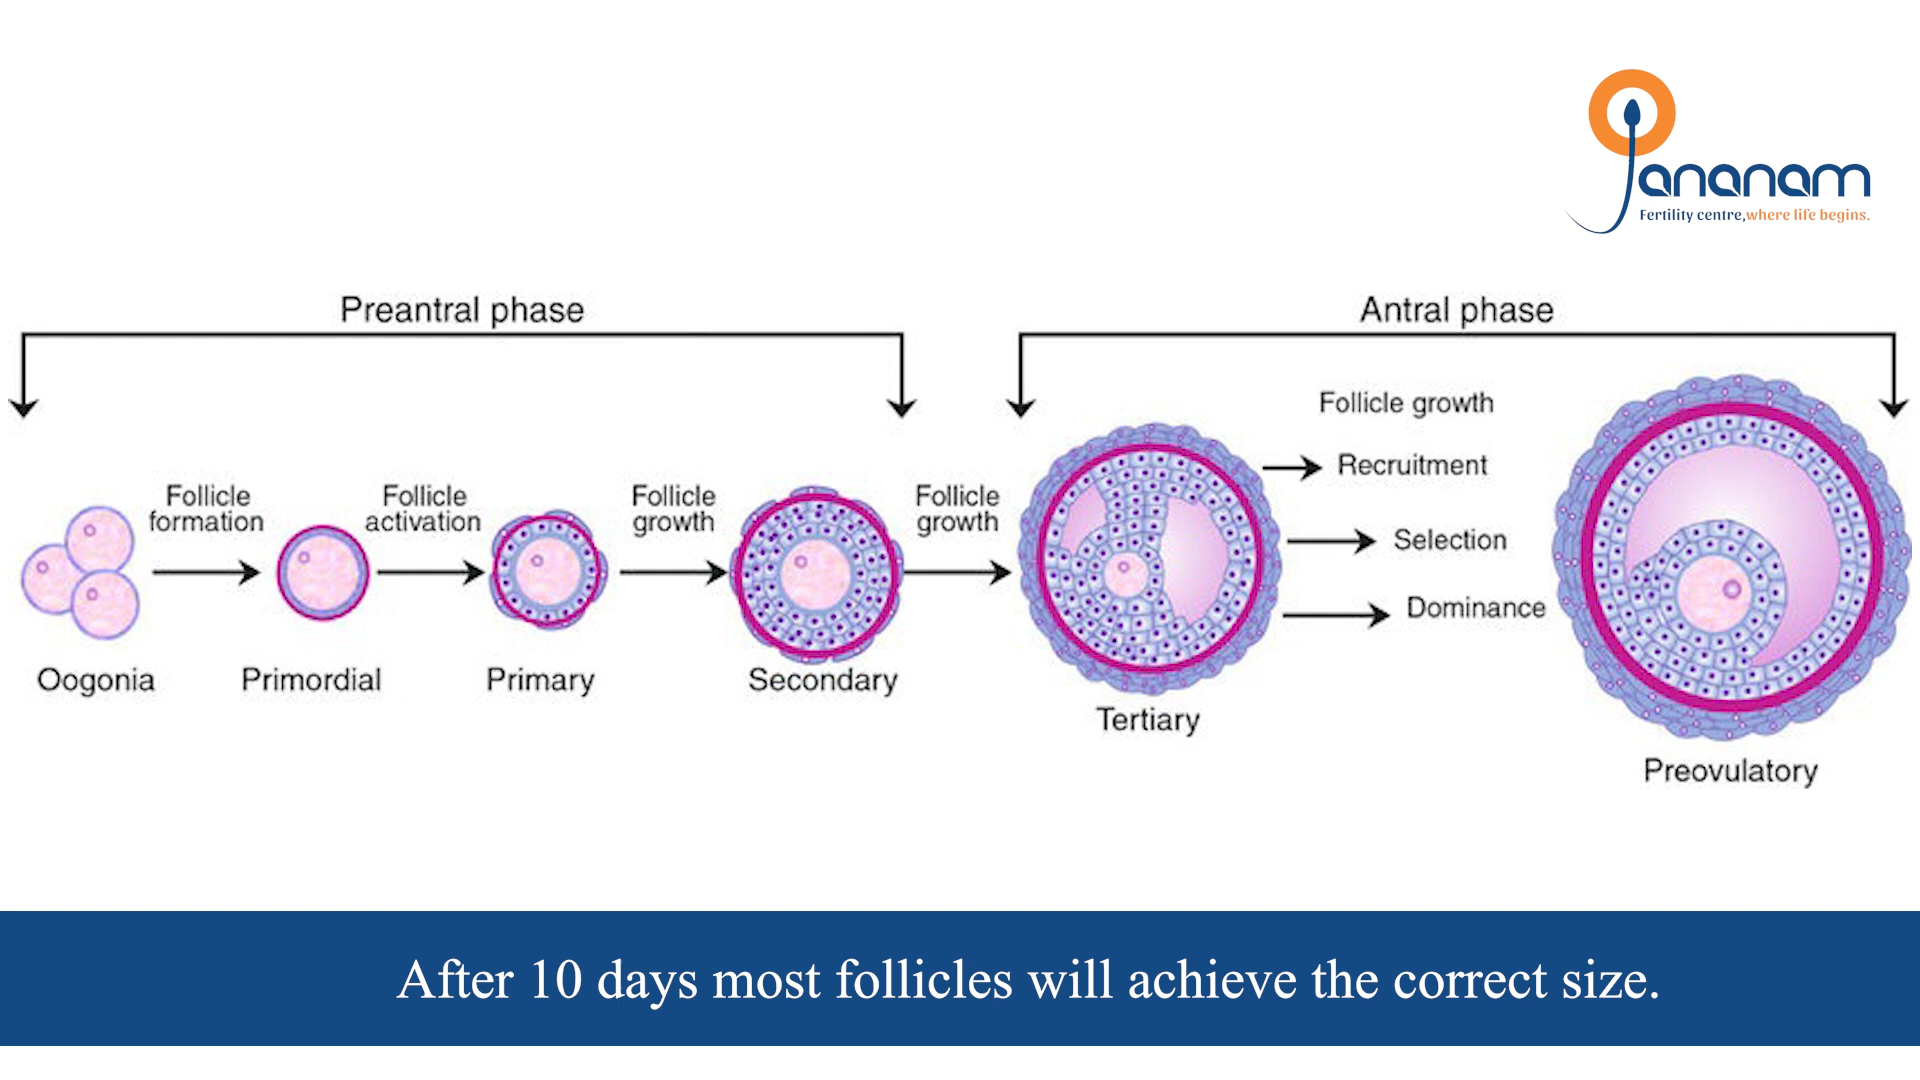 Jananam
Fertility centre,where life begins.
Preantral phase
Antral phase
Follicle growth
Recruitment
Selection
Dominance
Follicle
formation
Follicle
activation
Follicle
growth
Follicle
growth
Oogonia
Primordial
Primary
Secondary
Tertiary
Preovulatory
After 10 days most follicles will achieve the correct size.